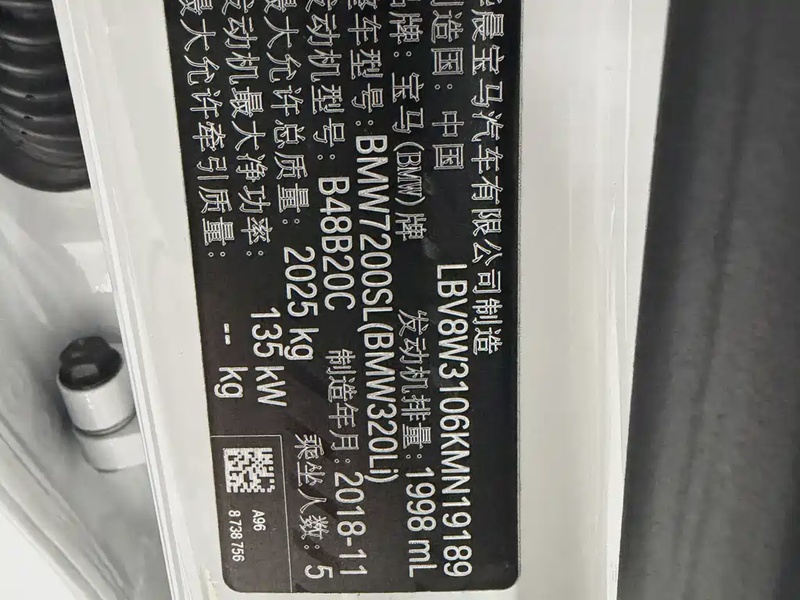 华晨宝马汽车有限公司制造
制造国: 中国 LBV8W3106KMN19189
品牌: 宝马(BMW)牌 发动机排量: 1998 mL
整车型号: BMW7200SL(BMW320Li)
发动机型号: B48B20C 制造年月: 2018-11
最大允许总质量: 2025 kg 乘坐人数: 5
发动机最大净功率: 135 kW
最大允许牵引质量: -- kg
A96
8 738 756